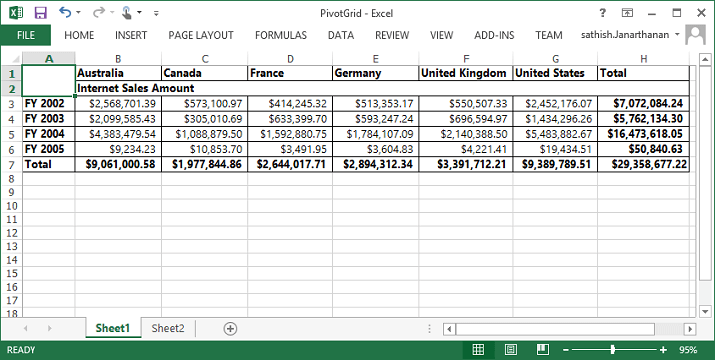 PivotGrid - Excel
FILE HOME INSERT PAGE LAYOUT FORMULAS DATA REVIEW VIEW ADD-INS TEAM sathish.Janarthanan
A B C D E F G H
1 Australia Canada France Germany United Kingdom United States Total
2 Internet Sales Amount
3 FY 2002 $2,568,701.39 $573,100.97 $414,245.32 $513,353.17 $550,507.33 $2,452,176.07 $7,072,084.24
4 FY 2003 $2,099,585.43 $305,010.69 $633,399.70 $593,247.24 $696,594.97 $1,434,296.26 $5,762,134.30
5 FY 2004 $4,383,479.54 $1,088,879.50 $1,592,880.75 $1,784,107.09 $2,140,388.50 $5,483,882.67 $16,473,618.05
6 FY 2005 $9,234.23 $10,853.70 $3,491.95 $3,604.83 $4,221.41 $19,434.51 $50,840.63
7 Total $9,061,000.58 $1,977,844.86 $2,644,017.71 $2,894,312.34 $3,391,712.21 $9,389,789.51 $29,358,677.22
8
9
10
11
12
13
14
15
16
17
18
Sheet1 Sheet2
READY 95%